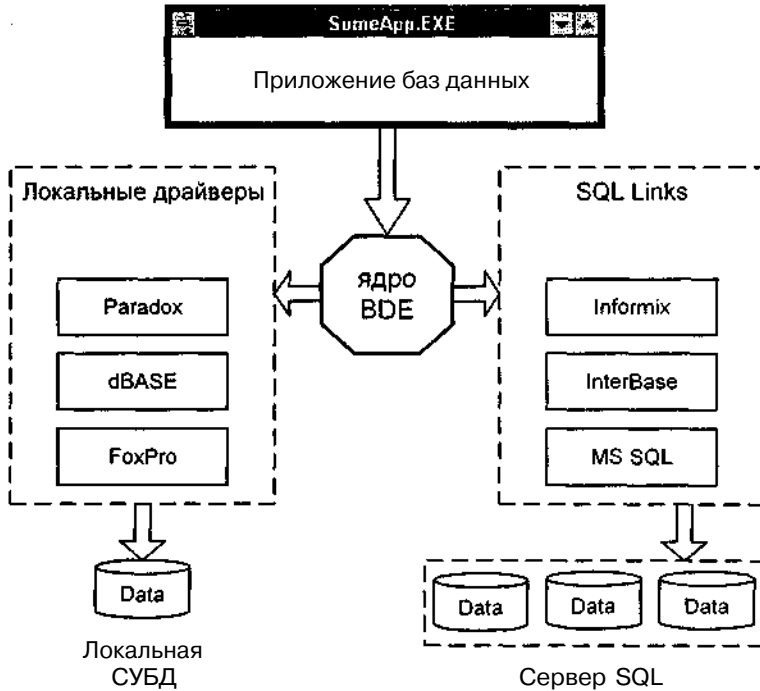 SumeApp.EXE
Приложение баз данных
Локальные драйверы
Paradox
dBASE
FoxPro
Data
Локальная
СУБД
ядро
BDE
SQL Links
Informix
InterBase
MS SQL
Data
Data
Data
Сервер SQL